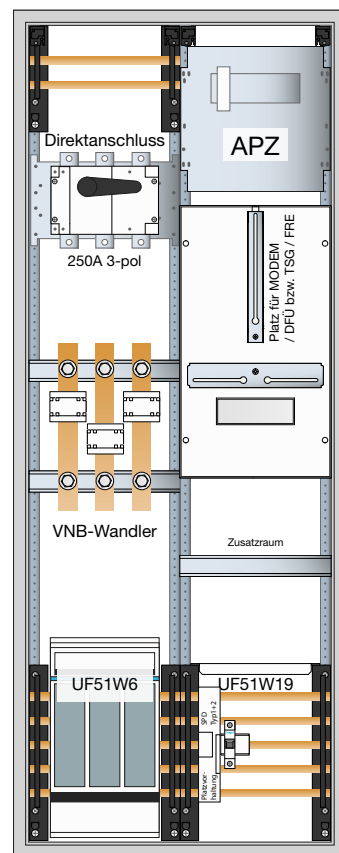 Direktanschluss
APZ
250A 3-pol
Platz für MODEM
/ DFÜ bzw. TSG / FRE
VNB-Wandler
Zusatzraum
UF51W6
UF51W19
SPD
Typ1+2
Platzvor-
haltung